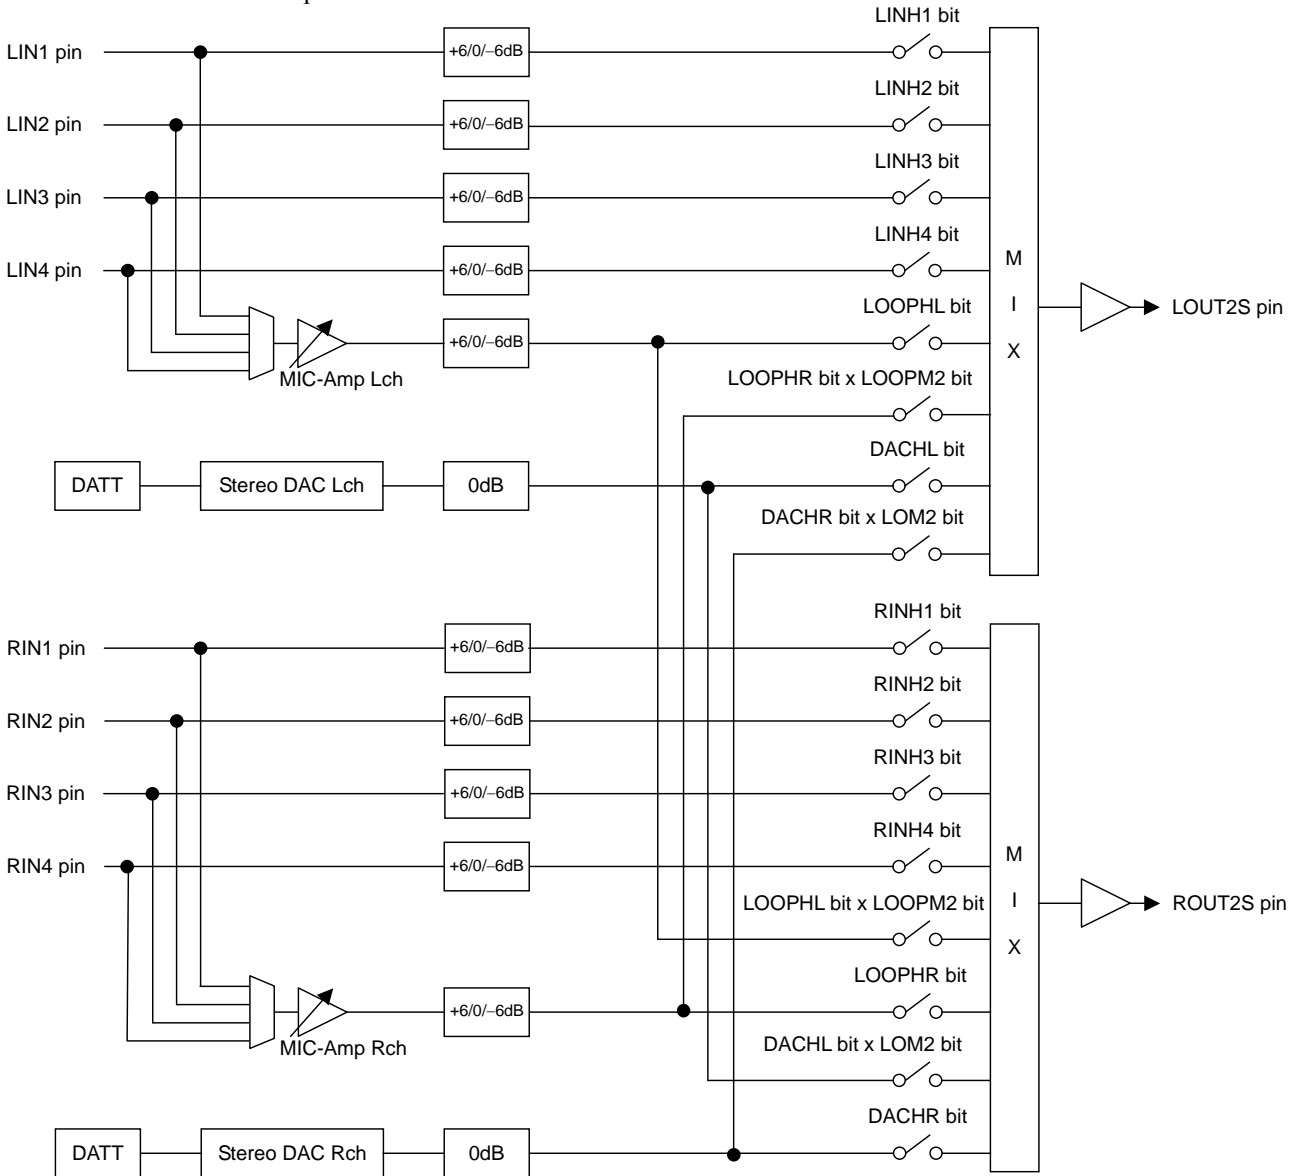 LINH1 bit
LIN1 pin
+6/0/−6dB
LINH2 bit
LIN2 pin
+6/0/−6dB
LINH3 bit
LIN3 pin
+6/0/−6dB
LINH4 bit
LIN4 pin
+6/0/−6dB
M
I
X
LOUT2S pin
LOOPHL bit
+6/0/−6dB
MIC-Amp Lch
LOOPHR bit x LOOPM2 bit
DACHL bit
DATT
Stereo DAC Lch
0dB
DACHR bit x LOM2 bit
RINH1 bit
RIN1 pin
+6/0/−6dB
RINH2 bit
RIN2 pin
+6/0/−6dB
RINH3 bit
RIN3 pin
+6/0/−6dB
RINH4 bit
RIN4 pin
+6/0/−6dB
M
I
X
ROUT2S pin
LOOPHL bit x LOOPM2 bit
LOOPHR bit
+6/0/−6dB
MIC-Amp Rch
DACHL bit x LOM2 bit
DACHR bit
DATT
Stereo DAC Rch
0dB